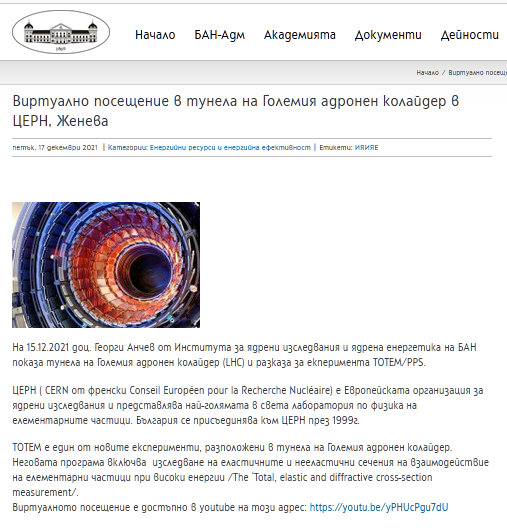 1869
Начало БАН-Адм Академията Документи Дейности
Начало / Виртуално посещ
Виртуално посещение в тунела на Големия адронен колайдер в
ЦЕРН, Женева
петък, 17 декември 2021 | Категории: Енергийни ресурси и енергийна ефективност | Етикети: ИЯИЯЕ
На 15.12.2021 доц. Георги Анчев от Института за ядрени изследвания и ядрена енергетика на БАН
показа тунела на Големия адронен колайдер (LHC) и разказа за екперимента TOTEM/PPS.
ЦЕРН ( CERN от френски Conseil Européen pour la Recherche Nucléaire) е Европейската организация за
ядрени изследвания и представлява най-голямата в света лаборатория по физика на
елементарните частици. България се присъединява към ЦЕРН през 1999г.
ТОТЕМ е един от новите експерименти, разположени в тунела на Големия адронен колайдер.
Неговата програма включва изследване на еластичните и нееластични сечения на взаимодействие
на елементарни частици при високи енергии /The 'Total, elastic and diffractive cross-section
measurement/.
Виртуалното посещение е достъпно в youtube на този адрес: https://youtu.be/yPHUcPgu7dU